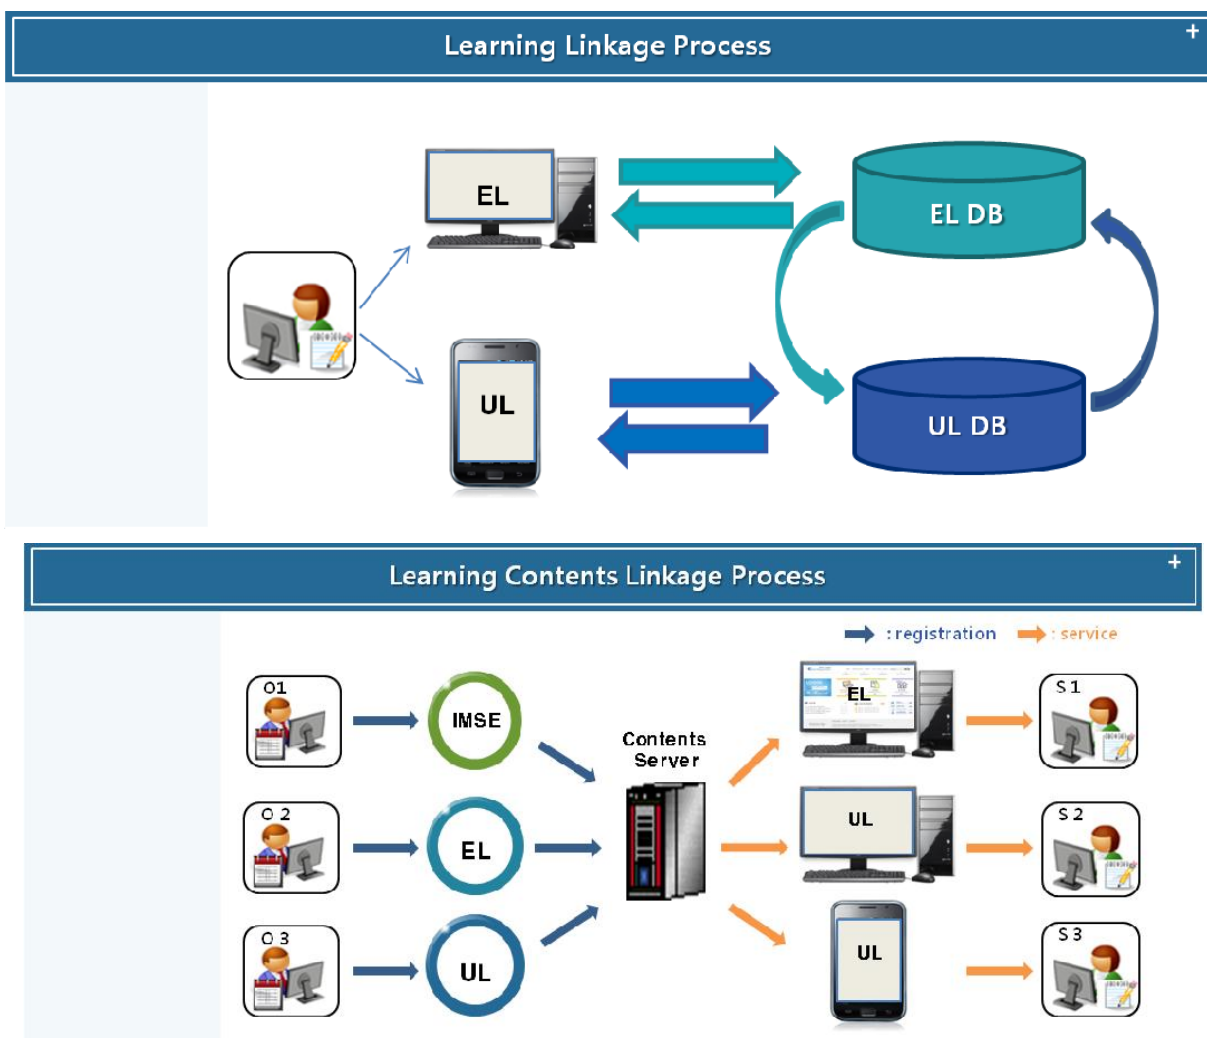 Learning Linkage Process
+
EL
EL DB
UL
UL DB
Learning Contents Linkage Process
+
: registration
: service
O1
IMSE
Contents
Server
EL
S 1
O 2
EL
UL
S 2
O 3
UL
UL
S 3